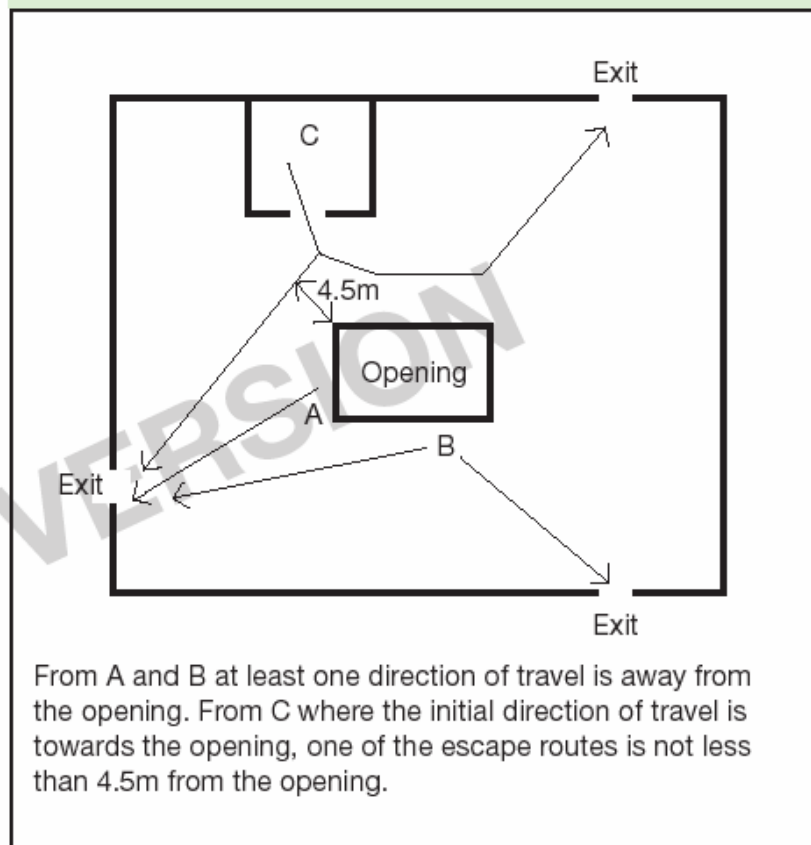 Exit
C
4.5m
Opening
A
B
Exit
Exit
VERSION
From A and B at least one direction of travel is away from
the opening. From C where the initial direction of travel is
towards the opening, one of the escape routes is not less
than 4.5m from the opening.